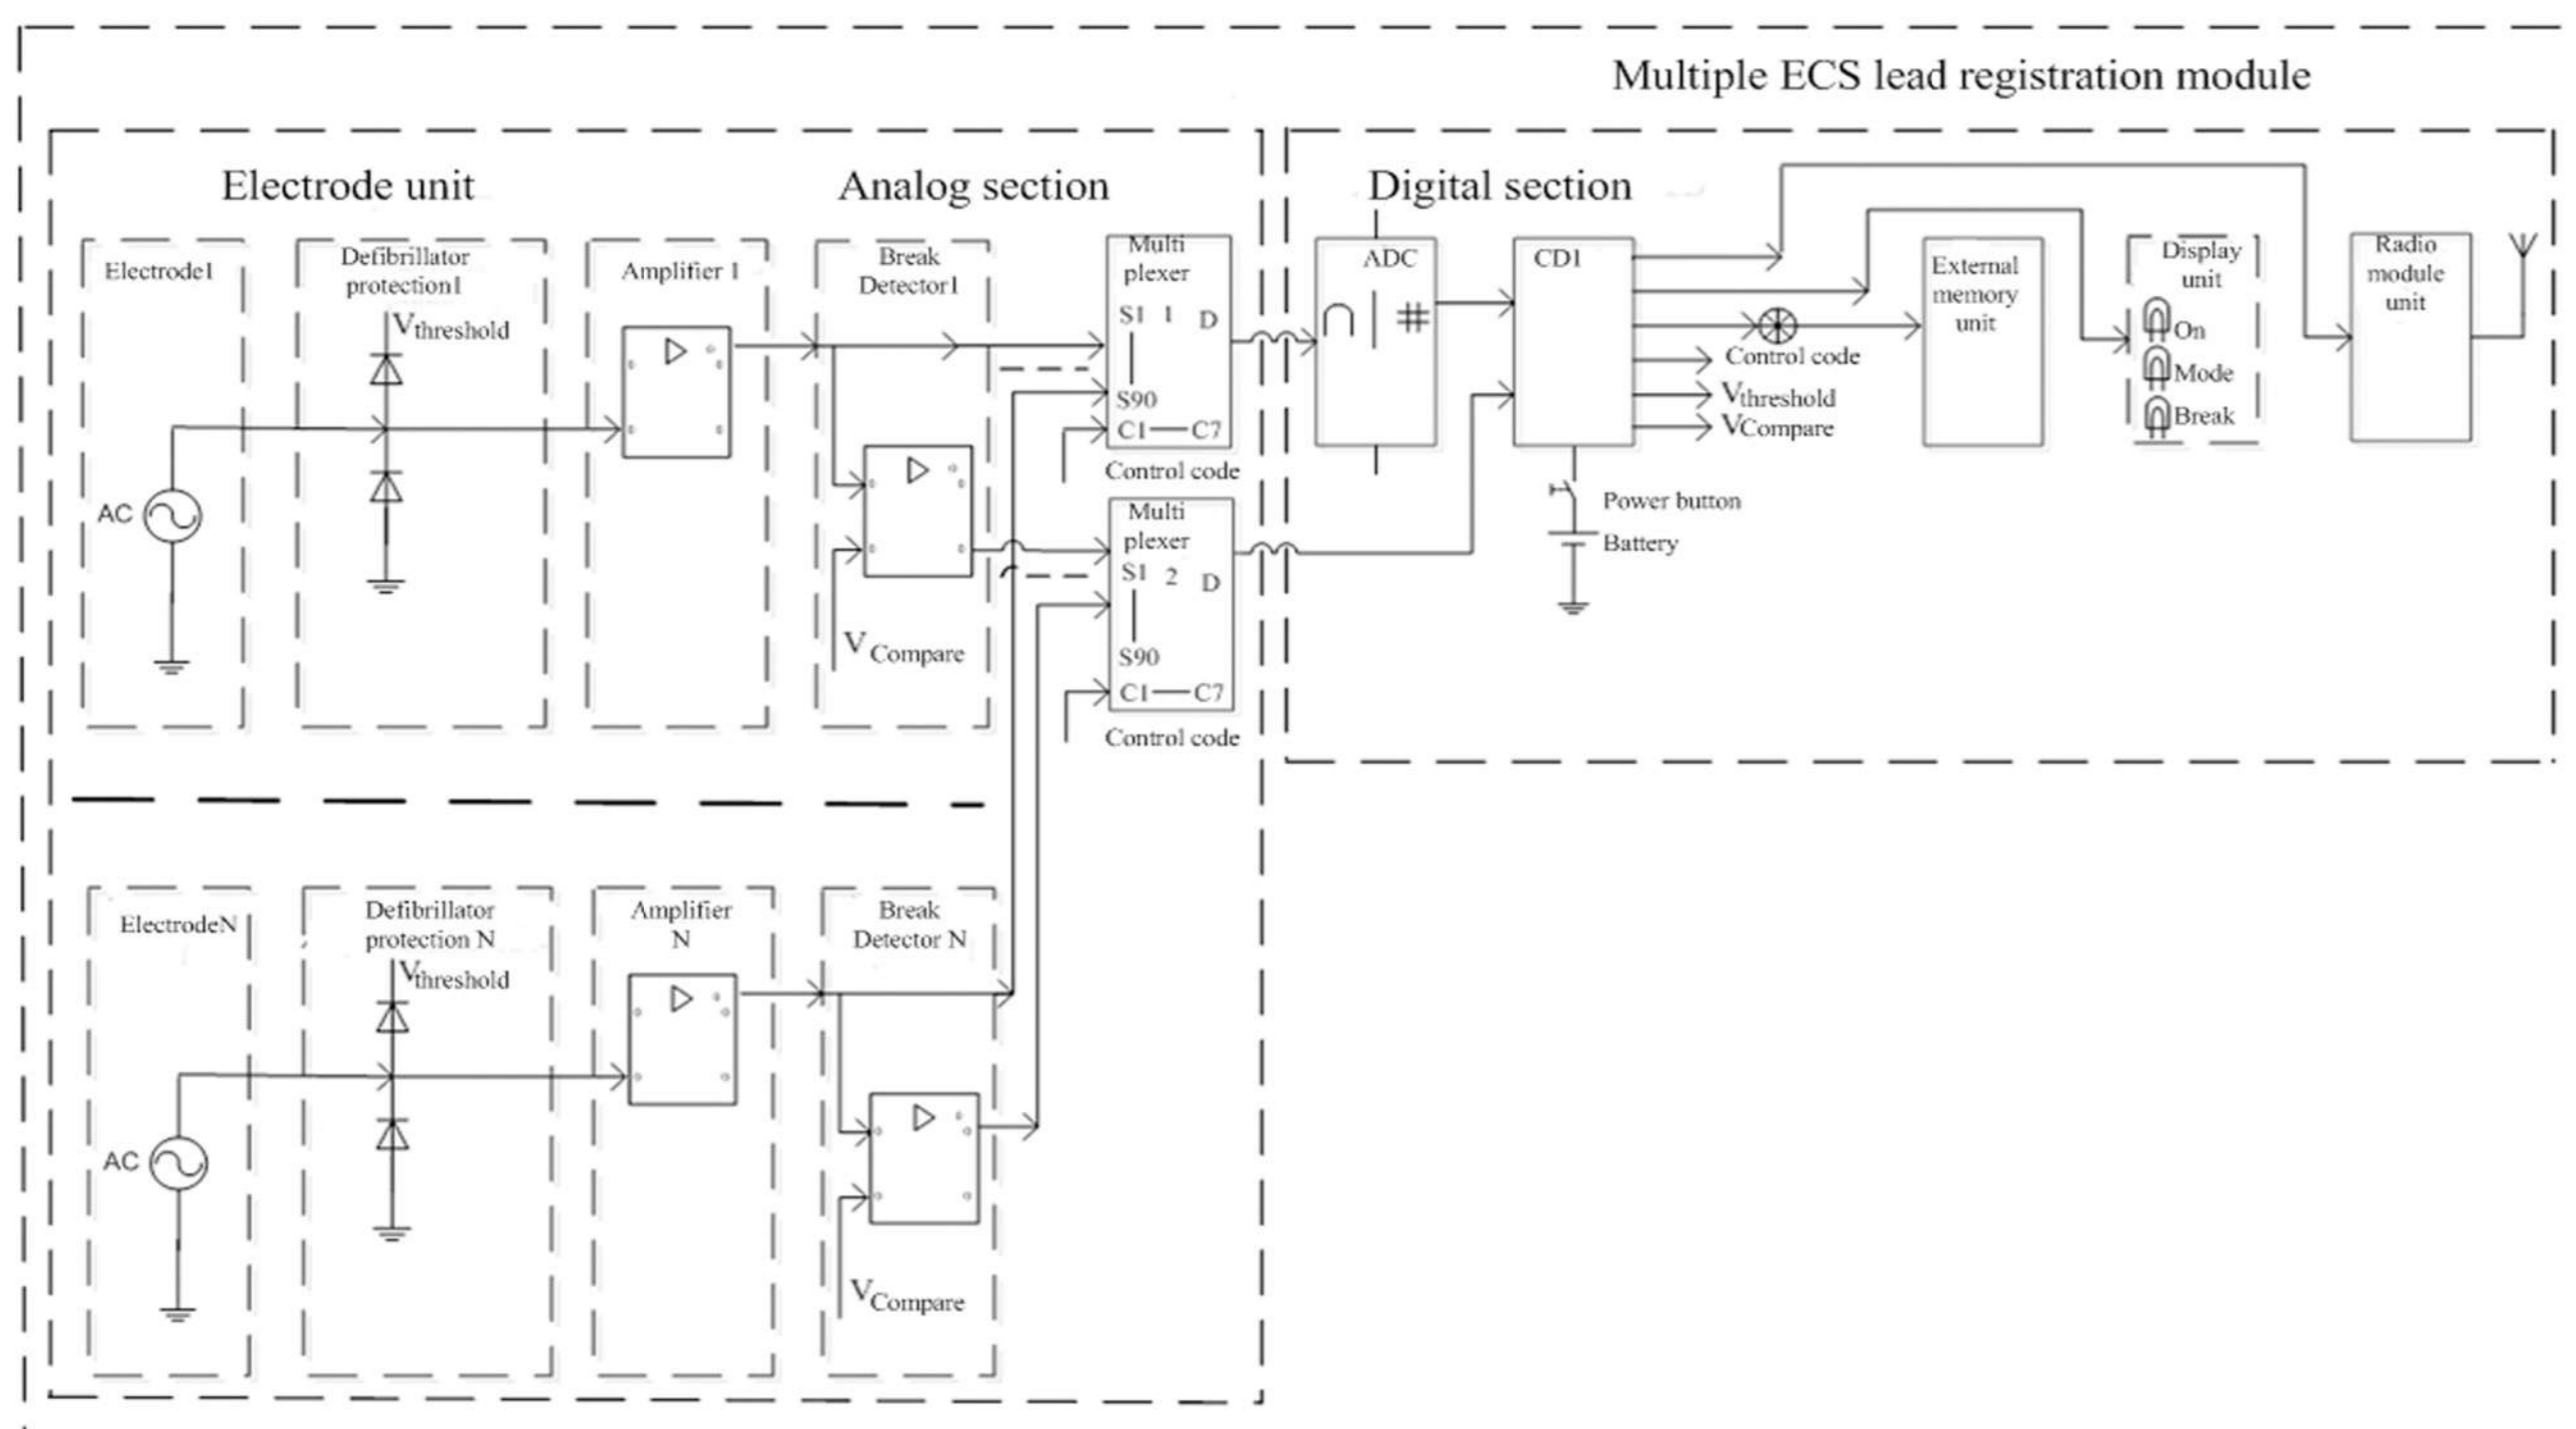 Multiple ECS lead registration module
Electrode unit
Analog section
Digital section
Electrode1
Defibrillator
protection1
Vthreshold
AC
Amplifier 1
Break
Detector1
V Compare
Multi
plexer
S1 1 D
S90
C1 — C7
Control code
Multi
plexer
S1 2 D
S90
C1 — C7
Control code
ADC
#
CD1
Control code
Vthreshold
VCompare
Power button
Battery
External
memory
unit
Display
unit
On
Mode
Break
Radio
module
unit
ElectrodeN
Defibrillator
protection N
Vthreshold
AC
Amplifier
N
Break
Detector N
VCompare